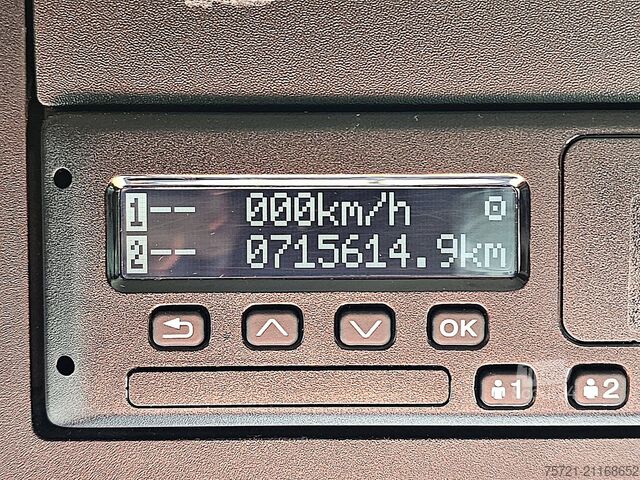 1 -- 000km/h
2 -- 0715614.9km
OK
1 2
75721-21168652